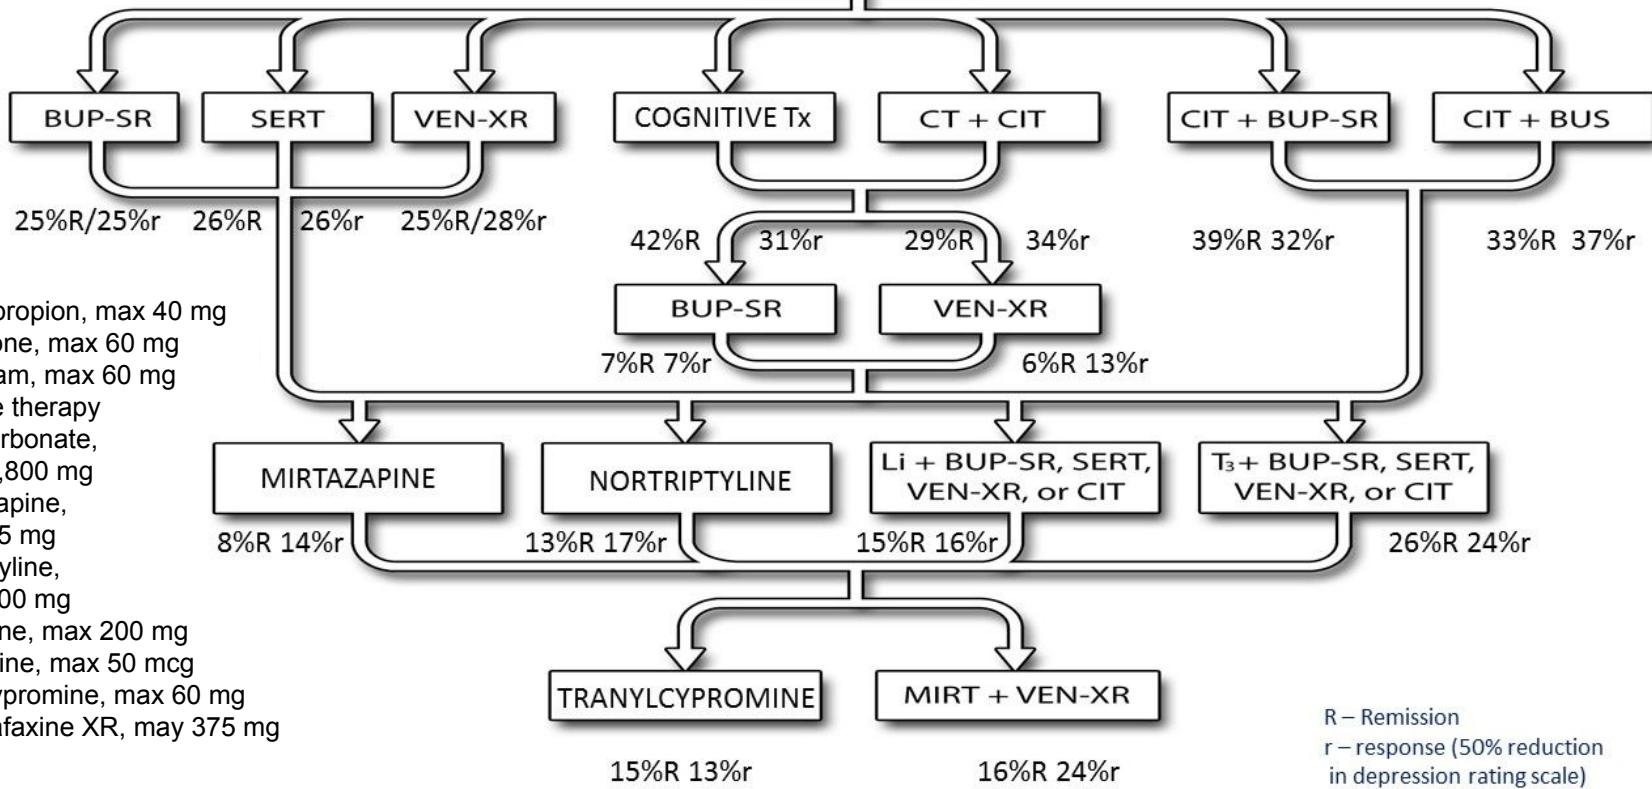 BUP-SR
SERT
VEN-XR
COGNITIVE Tx
CT + CIT
CIT + BUP-SR
CIT + BUS
25%R/25%r
26%R
26%r
25%R/28%r
42%R
31%r
29%R
34%r
39%R 32%r
33%R 37%r
BUP-SR
VEN-XR
7%R 7%r
6%R 13%r
propion, max 40 mg
one, max 60 mg
am, max 60 mg
e therapy
rbonate,
,800 mg
apine,
5 mg
yline,
00 mg
ne, max 200 mg
ine, max 50 mcg
ypromine, max 60 mg
afaxine XR, may 375 mg
MIRTAZAPINE
NORTRIPTYLINE
Li + BUP-SR, SERT,
VEN-XR, or CIT
T₃+ BUP-SR, SERT,
VEN-XR, or CIT
8%R 14%r
13%R 17%r
15%R 16%r
26%R 24%r
TRANYLCYPROMINE
MIRT + VEN-XR
15%R 13%r
16%R 24%r
R – Remission
r – response (50% reduction
in depression rating scale)